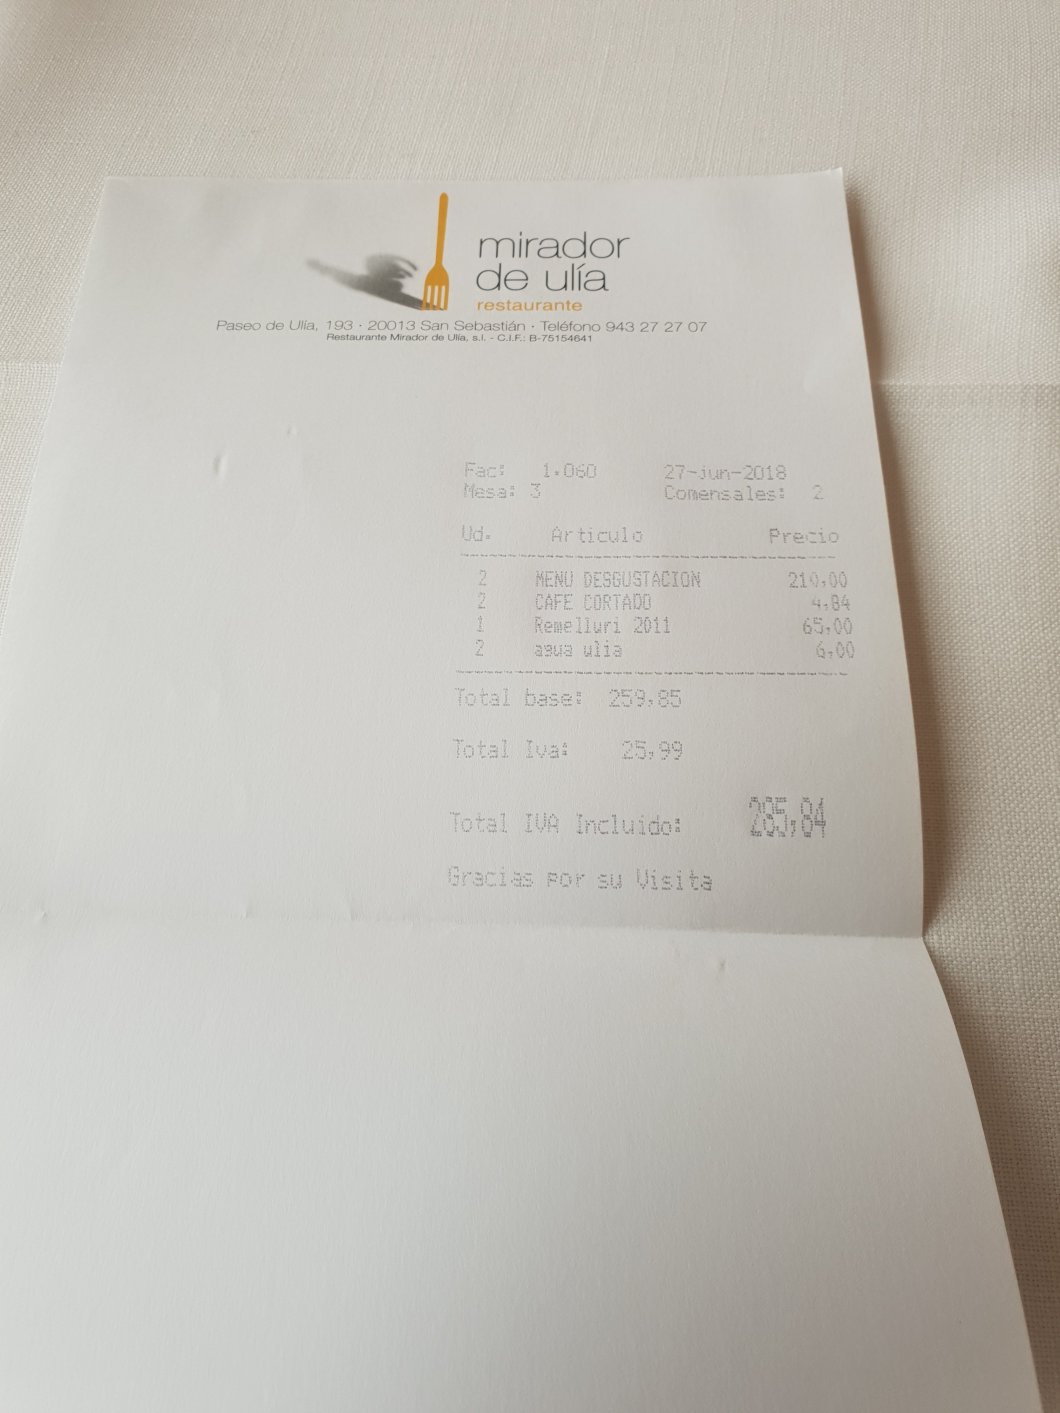 mirador
de ulía
restaurante
Paseo de Ulía, 193 · 20013 San Sebastián · Teléfono 943 27 27 07
Restaurante Mirador de Ulía, s.l. - C.I.F.: B-75154641
Fac: 1.060 27-jun-2018
Mesa: 3 Comensales: 2
Ud. Articulo Precio
2 MENU DESGUSTACION 210,00
2 CAFE CORTADO 4,84
1 Remelluri 2011 65,00
2 agua ulia 6,00
Total base: 259,85
Total Iva: 25,99
Total IVA Incluido: 285,84
Gracias por su Visita